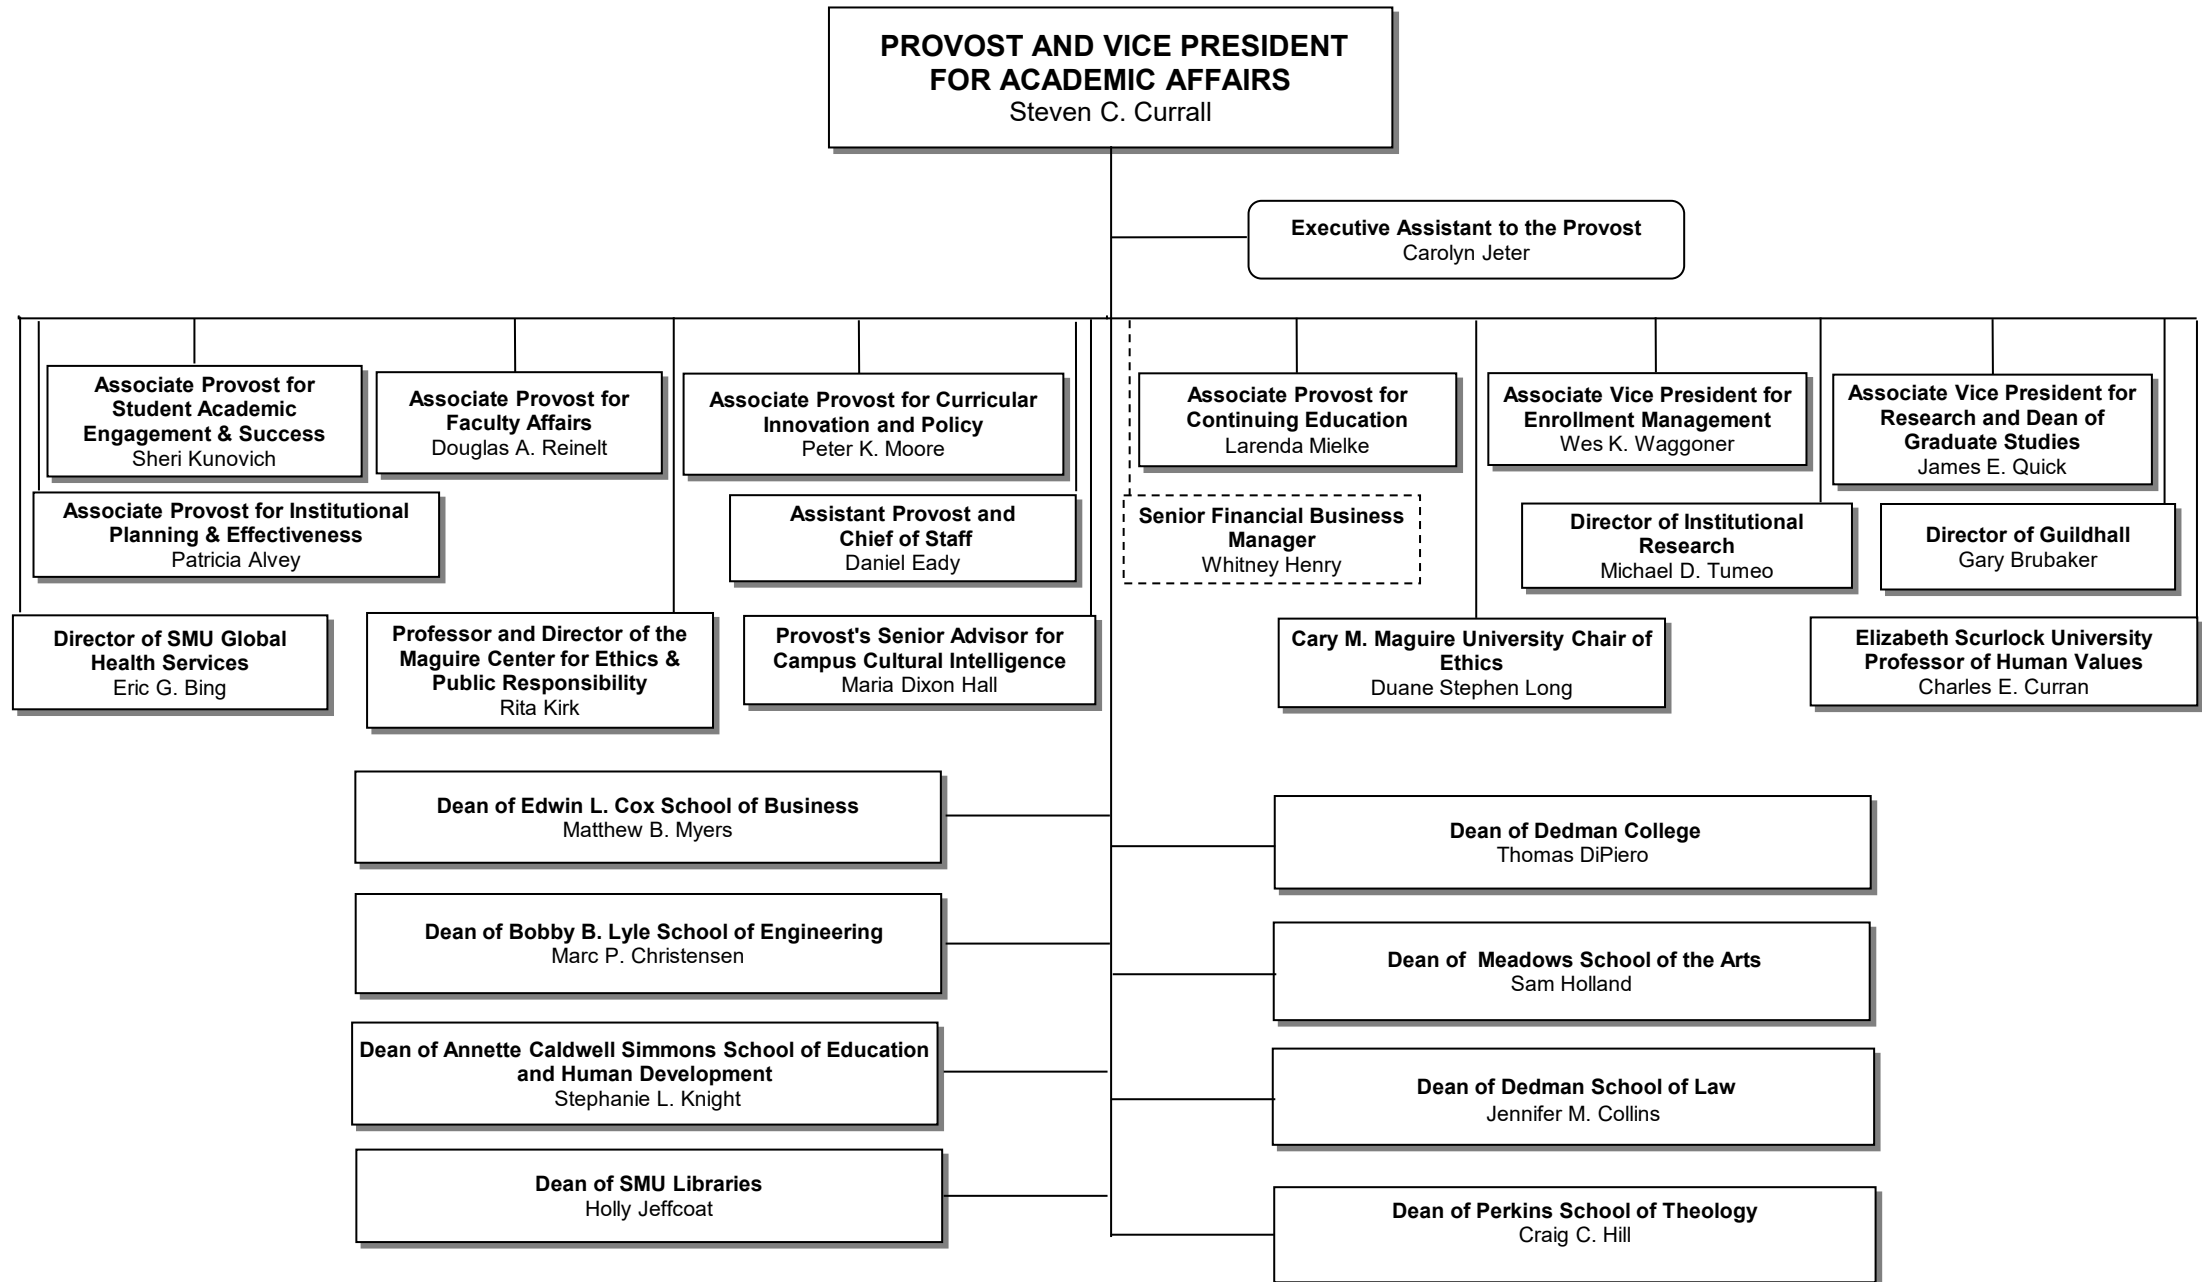 PROVOST AND VICE PRESIDENT
FOR ACADEMIC AFFAIRS
Steven C. Currall
Executive Assistant to the Provost
Carolyn Jeter
Associate Provost for
Student Academic
Engagement & Success
Sheri Kunovich
Associate Provost for
Faculty Affairs
Douglas A. Reinelt
Associate Provost for Curricular
Innovation and Policy
Peter K. Moore
Associate Provost for
Continuing Education
Larenda Mielke
Associate Vice President for
Enrollment Management
Wes K. Waggoner
Associate Vice President for
Research and Dean of
Graduate Studies
James E. Quick
Associate Provost for Institutional
Planning & Effectiveness
Patricia Alvey
Assistant Provost and
Chief of Staff
Daniel Eady
Senior Financial Business
Manager
Whitney Henry
Director of Institutional
Research
Michael D. Tumeo
Director of Guildhall
Gary Brubaker
Director of SMU Global
Health Services
Eric G. Bing
Professor and Director of the
Maguire Center for Ethics &
Public Responsibility
Rita Kirk
Provost's Senior Advisor for
Campus Cultural Intelligence
Maria Dixon Hall
Cary M. Maguire University Chair of
Ethics
Duane Stephen Long
Elizabeth Scurlock University
Professor of Human Values
Charles E. Curran
Dean of Edwin L. Cox School of Business
Matthew B. Myers
Dean of Dedman College
Thomas DiPiero
Dean of Bobby B. Lyle School of Engineering
Marc P. Christensen
Dean of  Meadows School of the Arts
Sam Holland
Dean of Annette Caldwell Simmons School of Education
and Human Development
Stephanie L. Knight
Dean of Dedman School of Law
Jennifer M. Collins
Dean of SMU Libraries
Holly Jeffcoat
Dean of Perkins School of Theology
Craig C. Hill